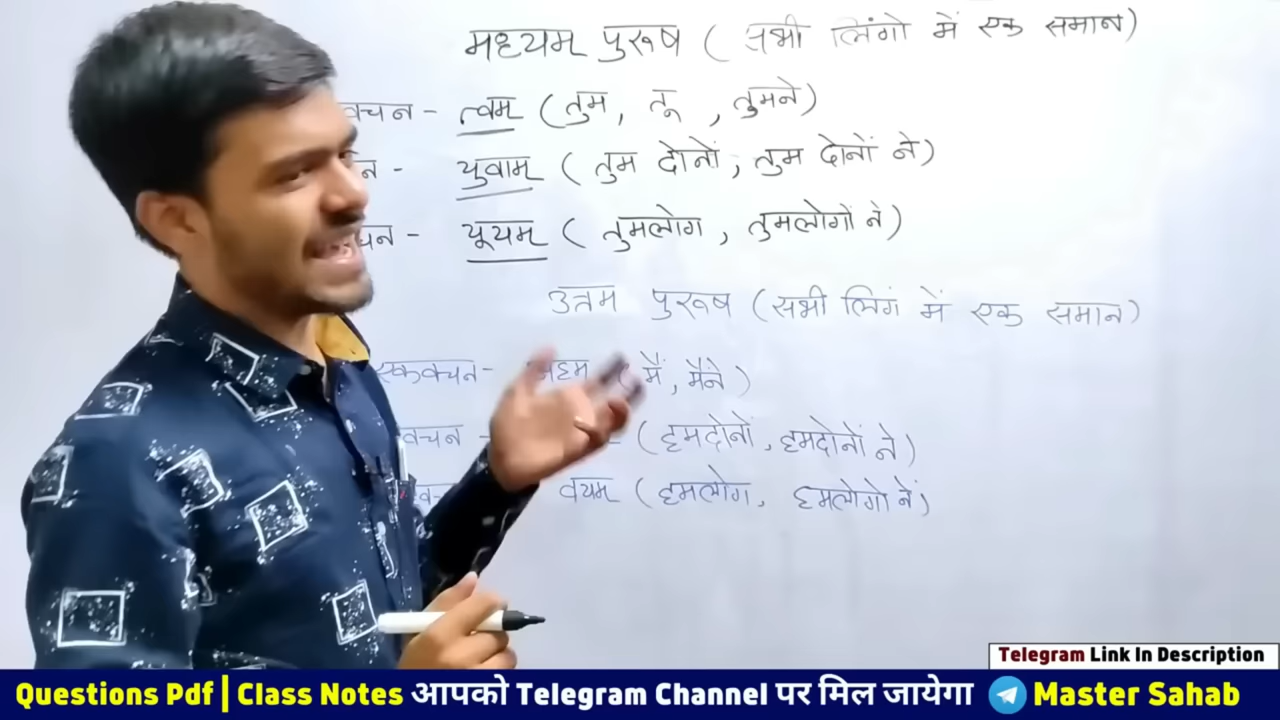 मध्यम पुरूष ( सभी लिंगो में एक समान)
वचन - त्वम् (तुम, तू , तुमने)
न - युवाम् ( तुम दोनों, तुम दोनों ने)
चन - यूयम् ( तुमलोग , तुमलोगों ने)
उत्तम पुरूष (सभी लिगं में एक समान)
एकवचन - (मैं, मैने )
वचन - (हमदोनों, हमदोनों ने)
वयम् (हमलोग, हमलोगो ने)
Telegram Link In Description
Questions Pdf | Class Notes आपको Telegram Channel पर मिल जायेगा Master Sahab